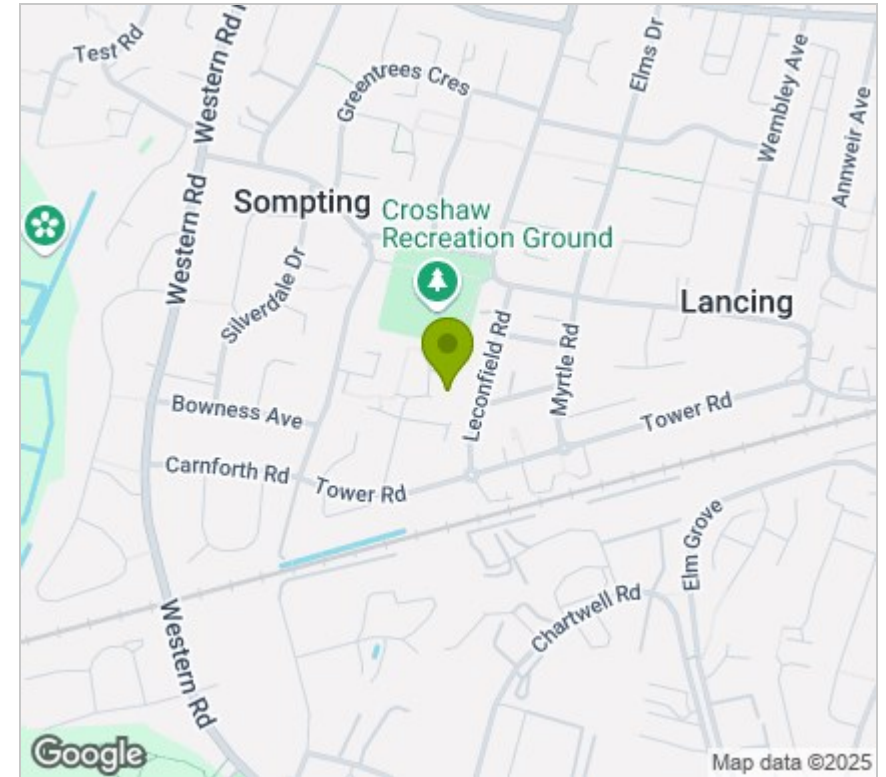 Test Rd
Western Rd
Greentrees Cres
Elms Dr
Wembley Ave
Annweir Ave
Sompting
Croshaw
Recreation Ground
Western Rd
Silverdale Dr
Lancing
Leconfield Rd
Myrtle Rd
Bowness Ave
Tower Rd
Carnforth Rd
Tower Rd
Elm Grove
Chartwell Rd
Western Rd
Google
Map data ©2025